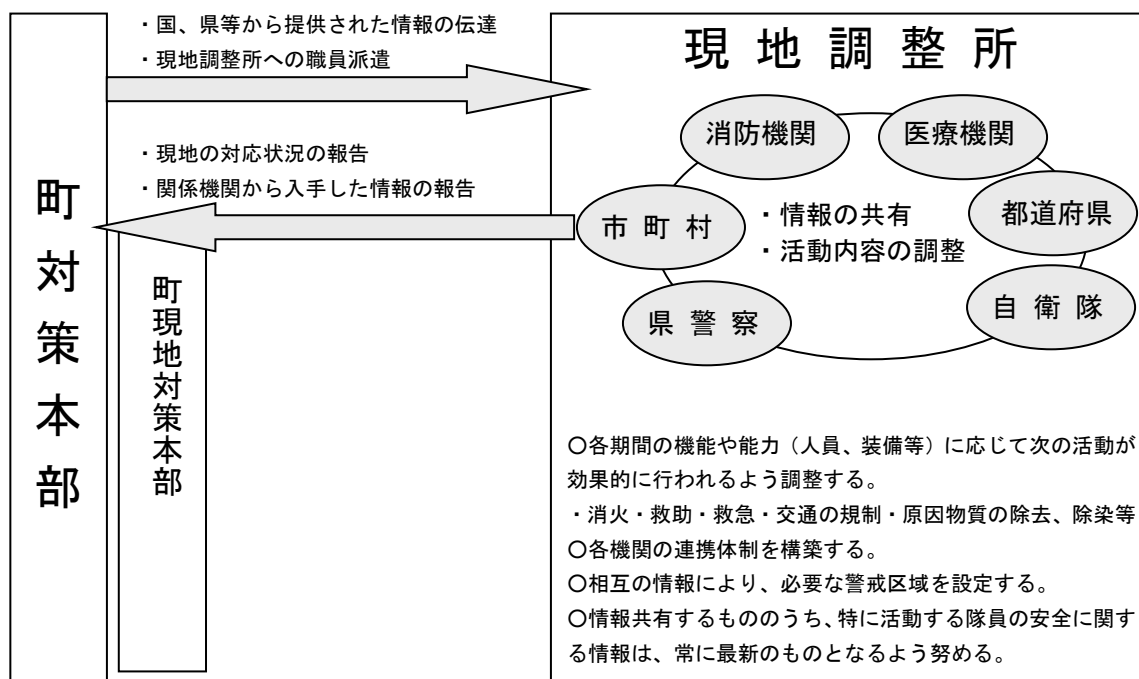 ・国、県等から提供された情報の伝達
・現地調整所への職員派遣
・現地の対応状況の報告
・関係機関から入手した情報の報告
町対策本部
町現地対策本部
現地調整所
消防機関
医療機関
市町村
・情報の共有
・活動内容の調整
都道府県
県警察
自衛隊
〇各期間の機能や能力（人員、装備等）に応じて次の活動が
効果的に行われるよう調整する。
・消火・救助・救急・交通の規制・原因物質の除去、除染等
〇各機関の連携体制を構築する。
〇相互の情報により、必要な警戒区域を設定する。
〇情報共有するもののうち、特に活動する隊員の安全に関す
る情報は、常に最新のものとなるよう努める。